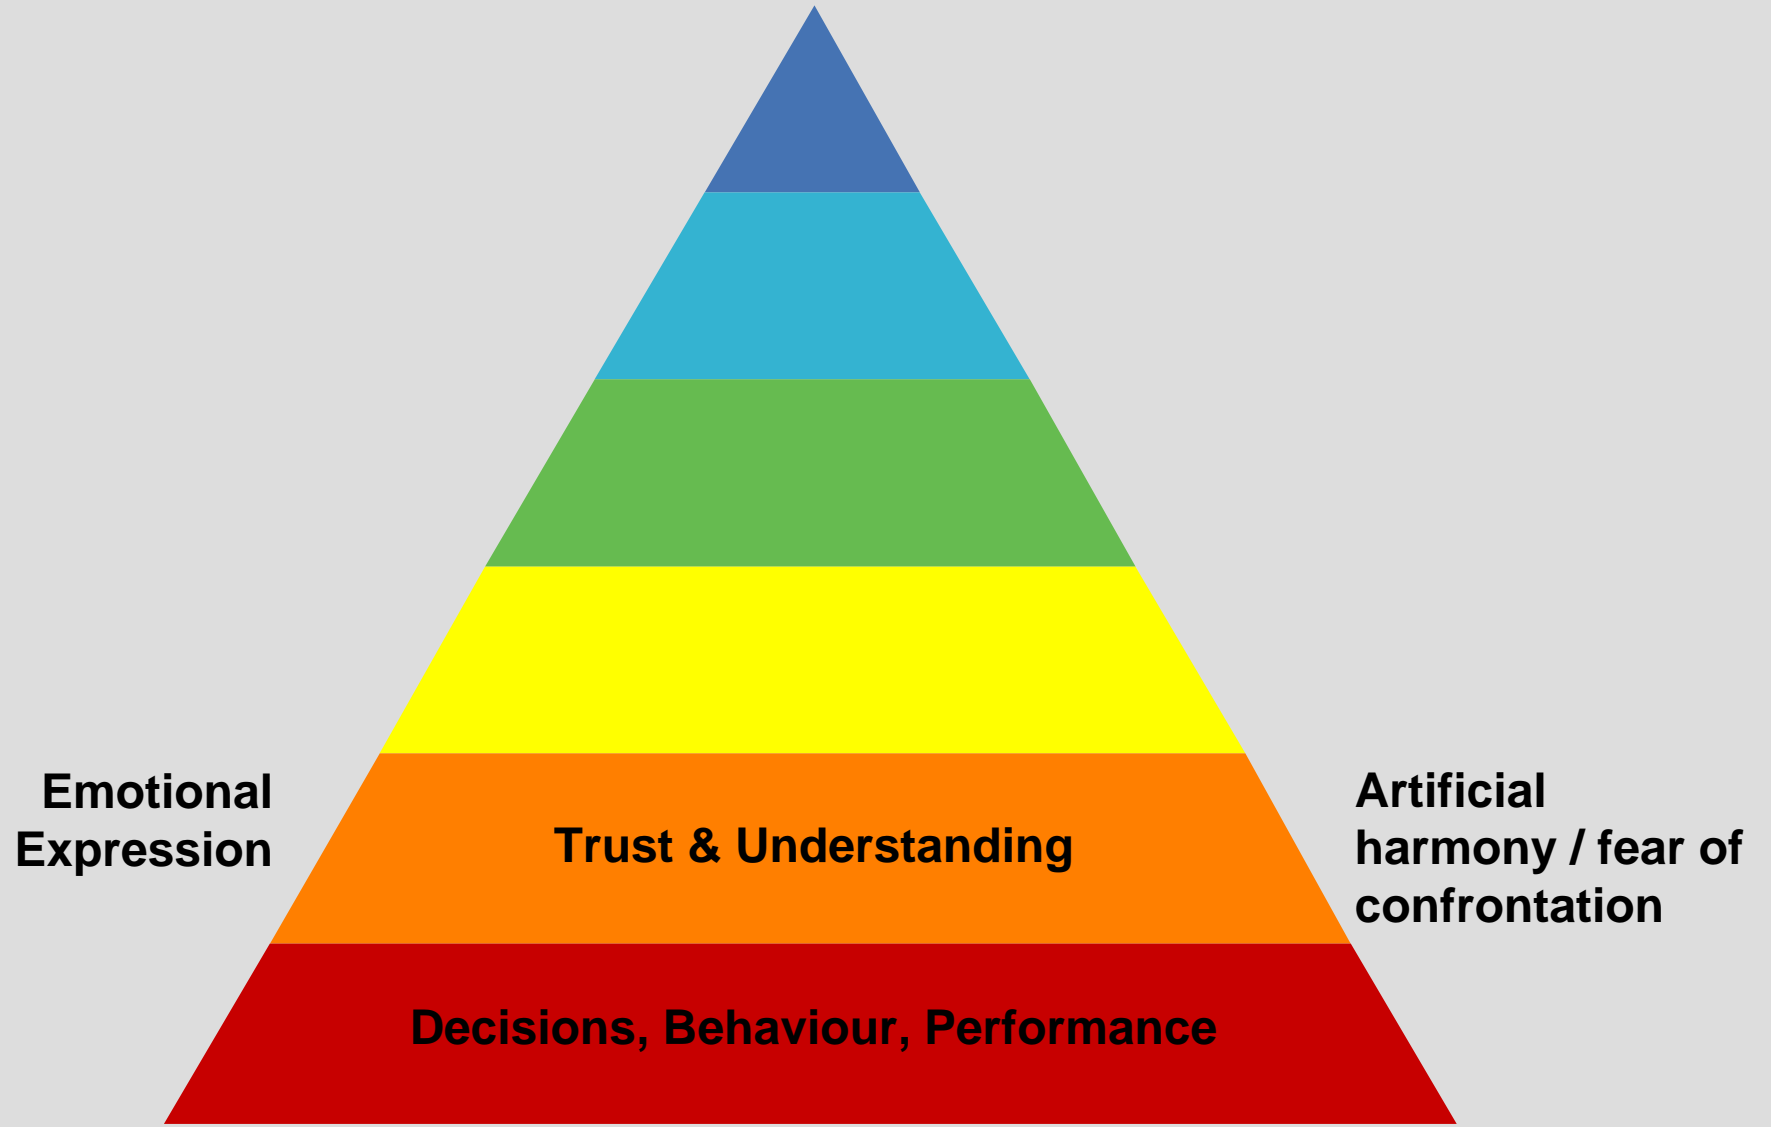 Emotional
Expression
Trust & Understanding
Artificial
harmony / fear of
confrontation
Decisions, Behaviour, Performance